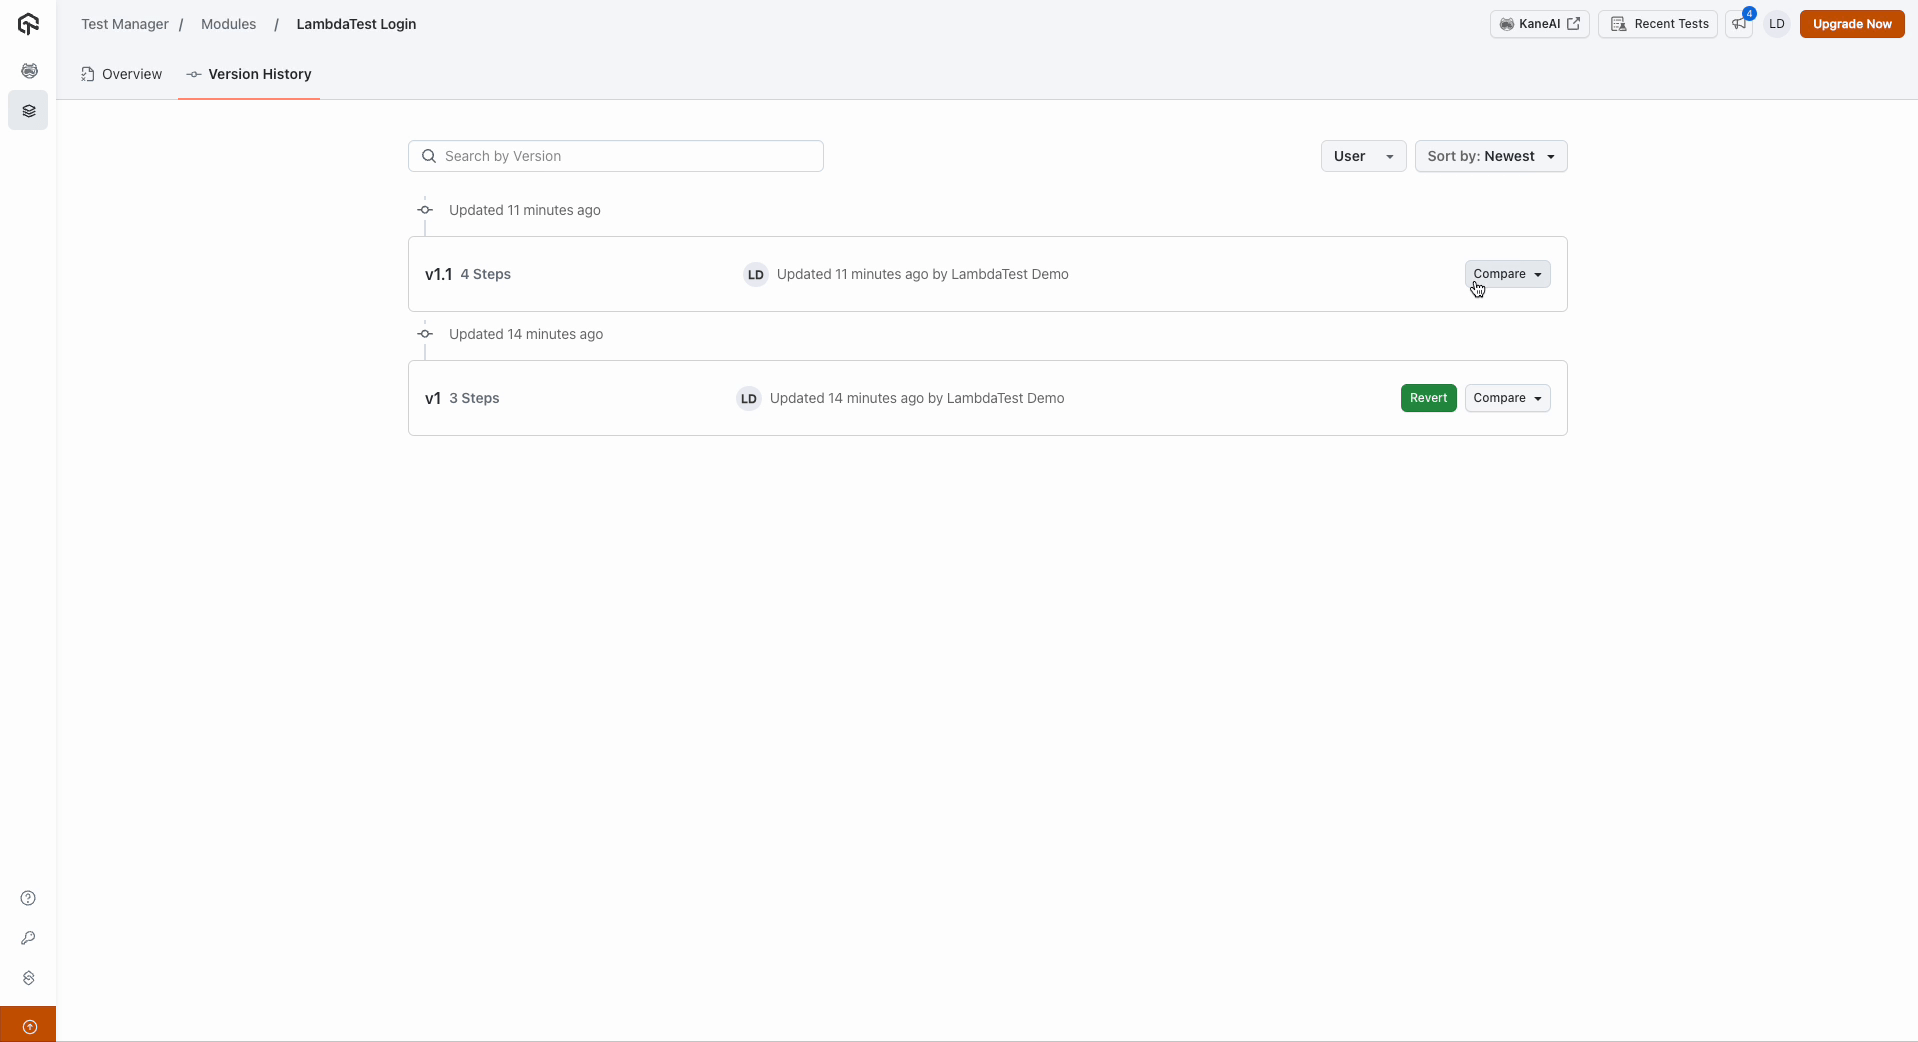 Test Manager / Modules / LambdaTest Login
KaneAI
Recent Tests
4
LD
Upgrade Now
Overview
Version History
Search by Version
User
Sort by: Newest
Updated 11 minutes ago
v1.1 4 Steps
LD Updated 11 minutes ago by LambdaTest Demo
Compare
Updated 14 minutes ago
v1 3 Steps
LD Updated 14 minutes ago by LambdaTest Demo
Revert
Compare